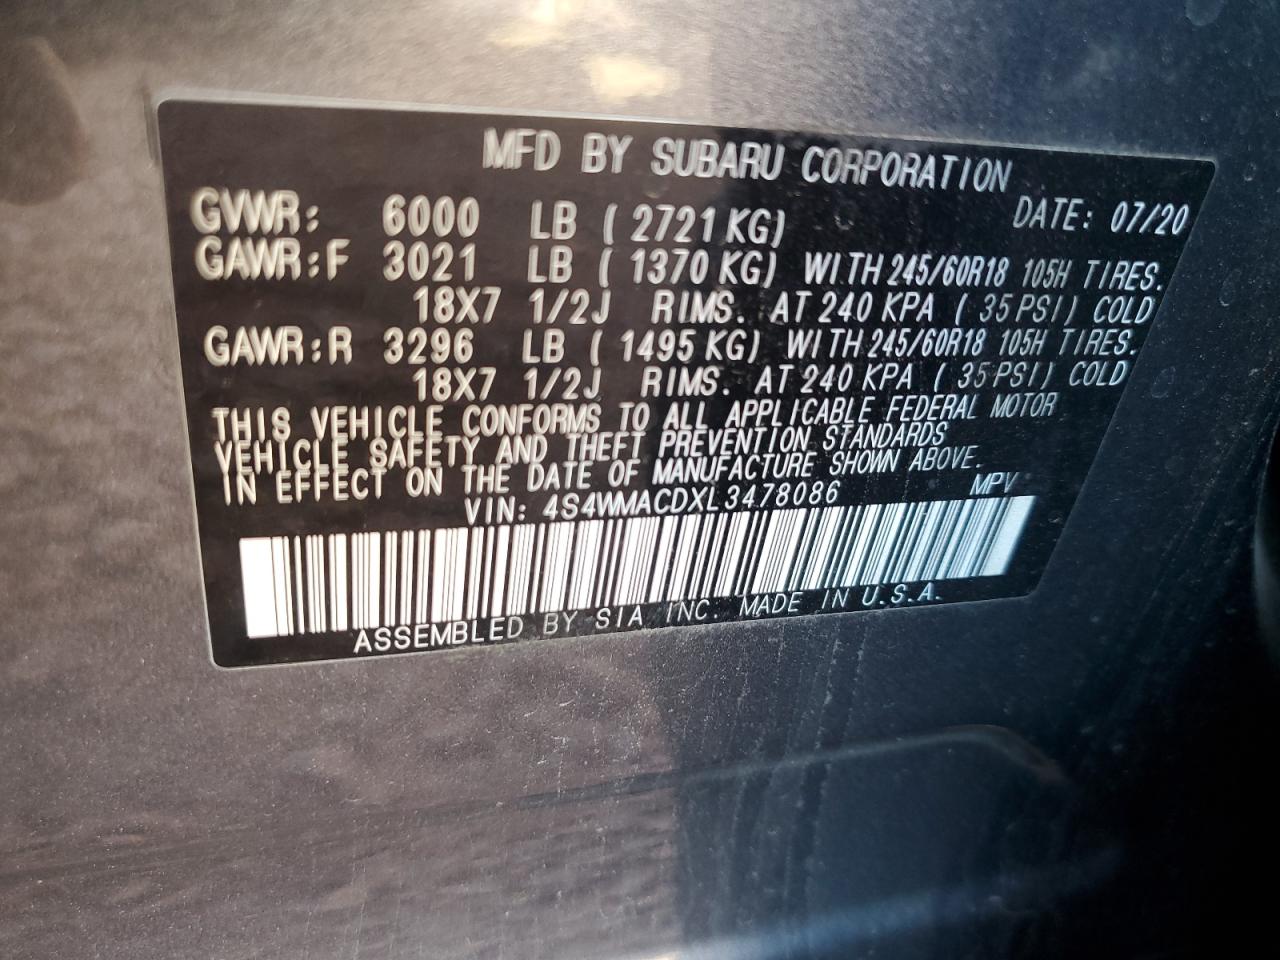 MFD BY SUBARU CORPORATION
GVWR: 6000 LB ( 2721 KG) DATE: 07/20
GAWR:F 3021 LB ( 1370 KG) WITH 245/60R18 105H TIRES.
18X7 1/2J RIMS. AT 240 KPA ( 35 PSI) COLD
GAWR:R 3296 LB ( 1495 KG) WITH 245/60R18 105H TIRES.
18X7 1/2J RIMS. AT 240 KPA ( 35 PSI) COLD
THIS VEHICLE CONFORMS TO ALL APPLICABLE FEDERAL MOTOR
VEHICLE SAFETY AND THEFT PREVENTION STANDARDS
IN EFFECT ON THE DATE OF MANUFACTURE SHOWN ABOVE.
VIN: 4S4WMACDXL3478086 MPV
H
ASSEMBLED BY SIA INC. MADE IN U.S.A.